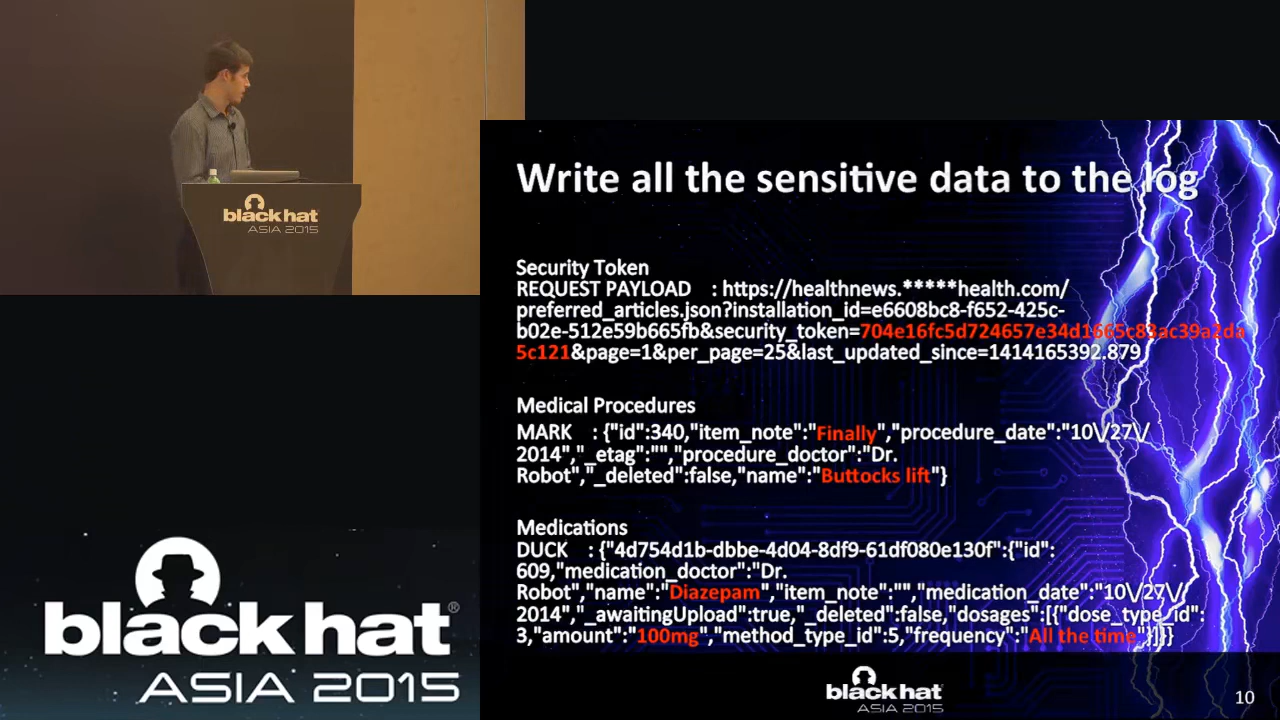 black hat
ASIA 2015
Write all the sensitive data to the log
Security Token
REQUEST PAYLOAD : https://healthnews.*****health.com/
preferred_articles.json?installation_id=e6608bc8-f652-425c-
b02e-512e59b665fb&security_token=704e16fc5d724657e34d1665c83ac39a2da
5c121&page=1&per_page=25&last_updated_since=1414165392.879
Medical Procedures
MARK : {"id":340,"item_note":"Finally","procedure_date":"10\/27\/
2014","_etag":"","procedure_doctor":"Dr.
Robot","_deleted":false,"name":"Buttocks lift"}
Medications
DUCK : {"4d754d1b-dbbe-4d04-8df9-61df080e130f":{"id":
609,"medication_doctor":"Dr.
Robot","name":"Diazepam","item_note":"","medication_date":"10\/27\/
2014","_awaitingUpload":true,"_deleted":false,"dosages":[{"dose_type_id":
3,"amount":"100mg","method_type_id":5,"frequency":"All the time"}]}}
black hat
ASIA 2015
10
black hat®
ASIA 2015